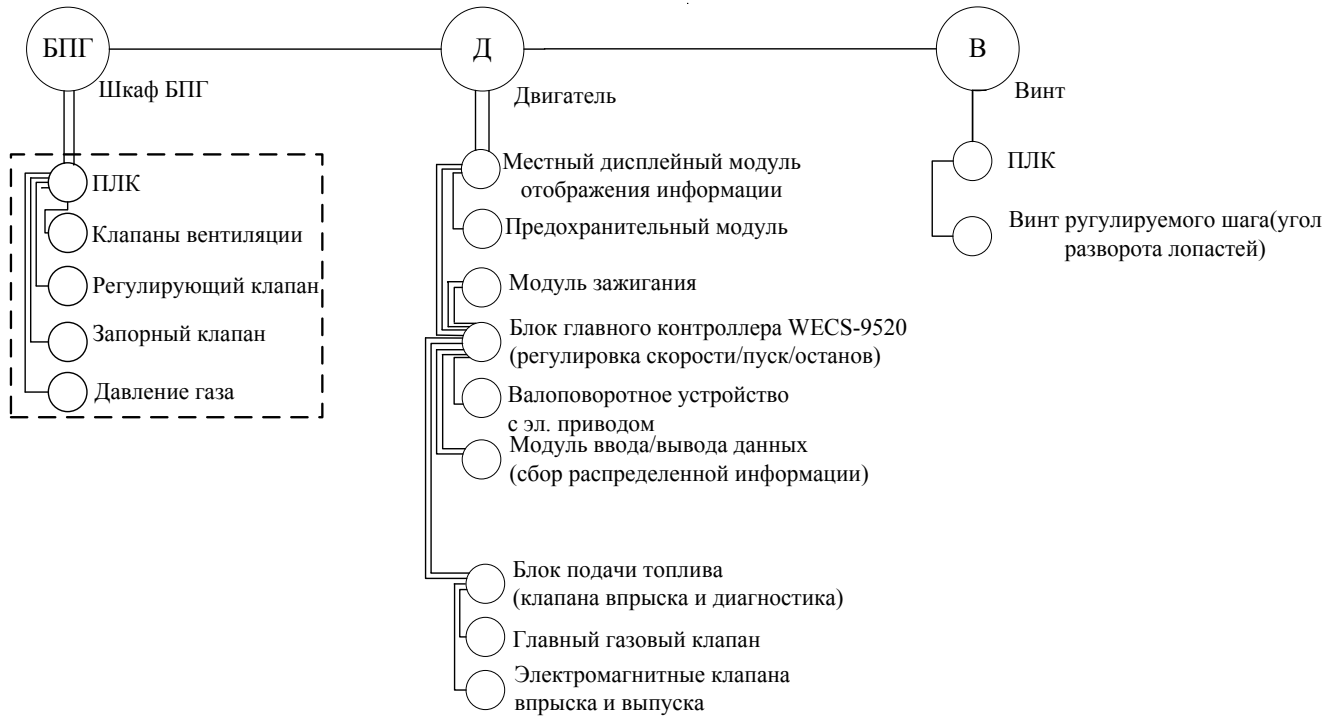 БПГ
Шкаф БПГ
ПЛК
Клапаны вентиляции
Регулирующий клапан
Запорный клапан
Давление газа
Д
Двигатель
Местный дисплейный модуль
отображения информации
Предохранительный модуль
Модуль зажигания
Блок главного контроллера WECS-9520
(регулировка скорости/пуск/останов)
Валоповоротное устройство
с эл. приводом
Модуль ввода/вывода данных
(сбор распределенной информации)
Блок подачи топлива
(клапана впрыска и диагностика)
Главный газовый клапан
Электромагнитные клапана
впрыска и выпуска
В
Винт
ПЛК
Винт ругулируемого шага(угол
разворота лопастей)